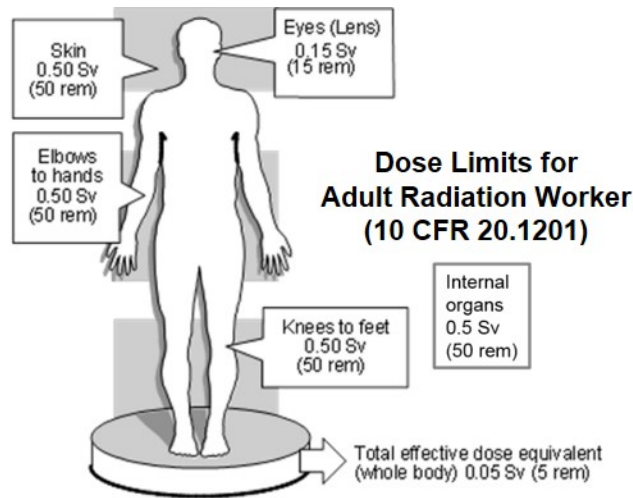 Skin
0.50 Sv
(50 rem)
Eyes (Lens)
0.15 Sv
(15 rem)
Elbows
to hands
0.50 Sv
(50 rem)
Dose Limits for
Adult Radiation Worker
(10 CFR 20.1201)
Internal
organs
0.5 Sv
(50 rem)
Knees to feet
0.50 Sv
(50 rem)
Total effective dose equivalent
(whole body) 0.05 Sv (5 rem)